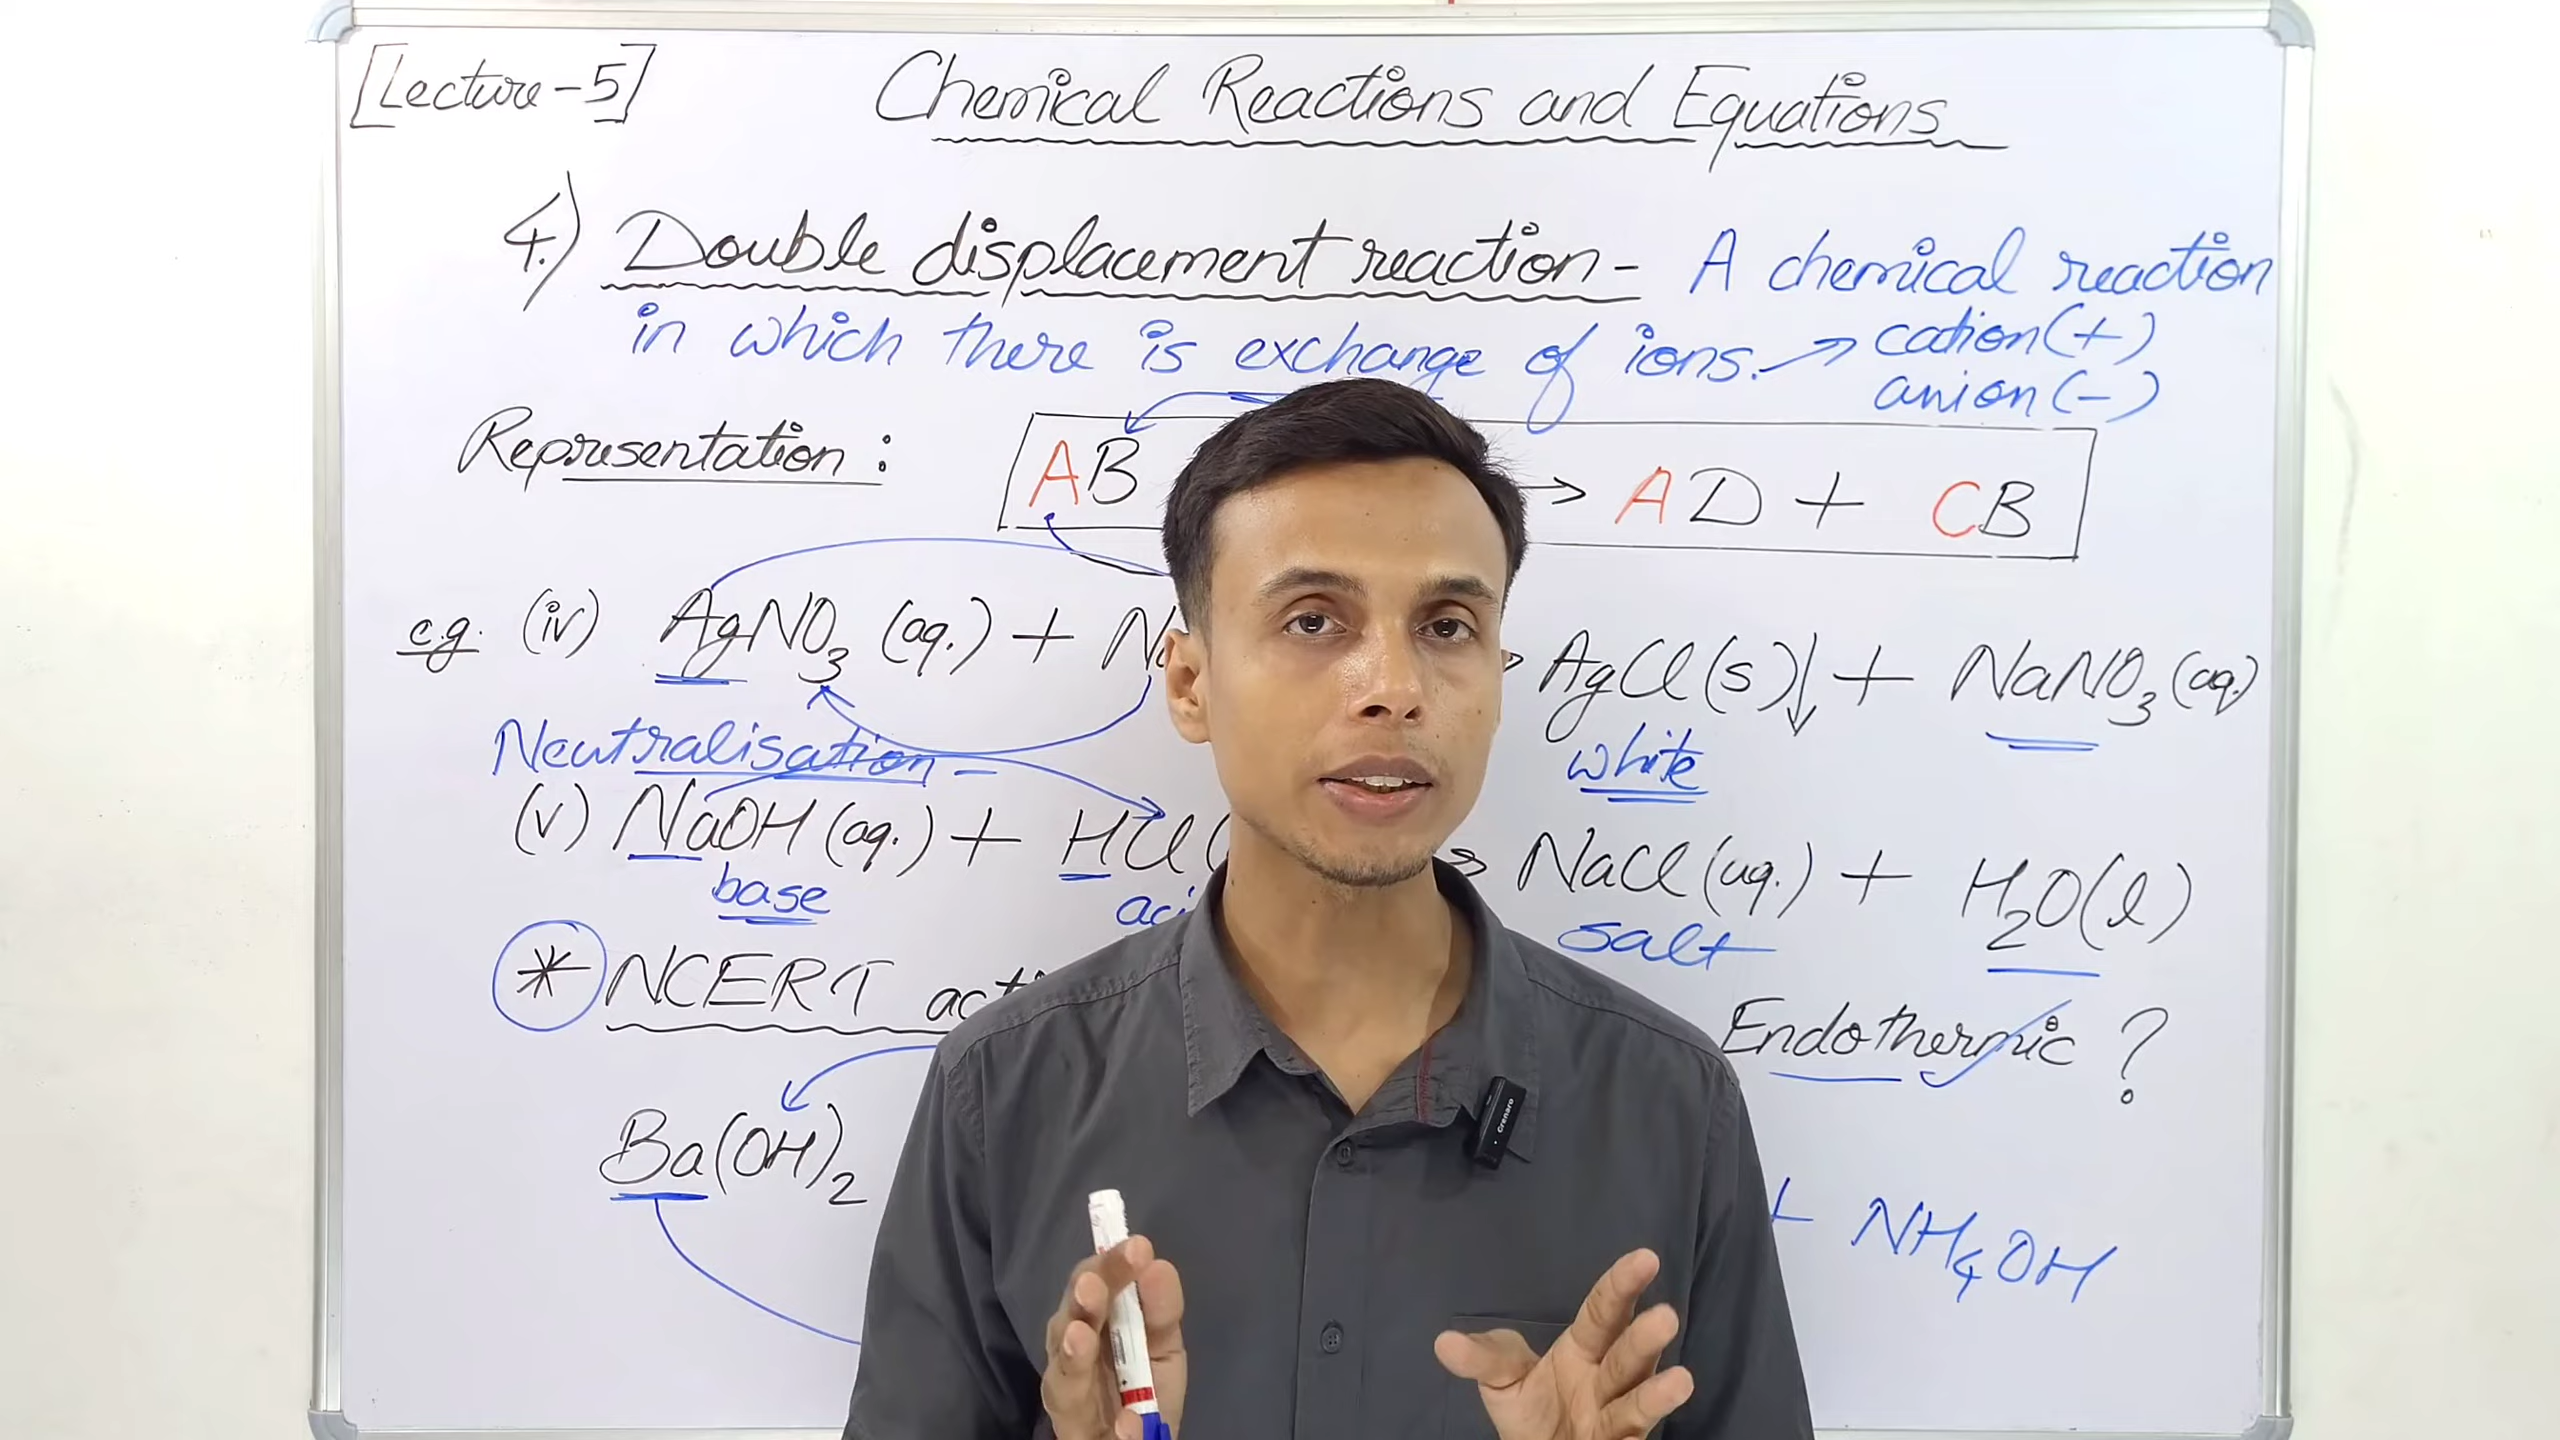 [Lecture-5] Chemical Reactions and Equations
4.) Double displacement reaction - A chemical reaction
in which there is exchange of ions. → cation (+)
anion (-)
Representation : AB → AD + CB
e.g. (iv) AgNO₃ (aq.) + AgCl(s)↓ + NaNO₃ (aq.)
white
Neutralisation -
(v) NaOH (aq.) + HCl ( → NaCl (aq.) + H₂O(l)
base salt
* NCERT Endothermic ?
Ba(OH)₂ + NH₄OH
Grenaro